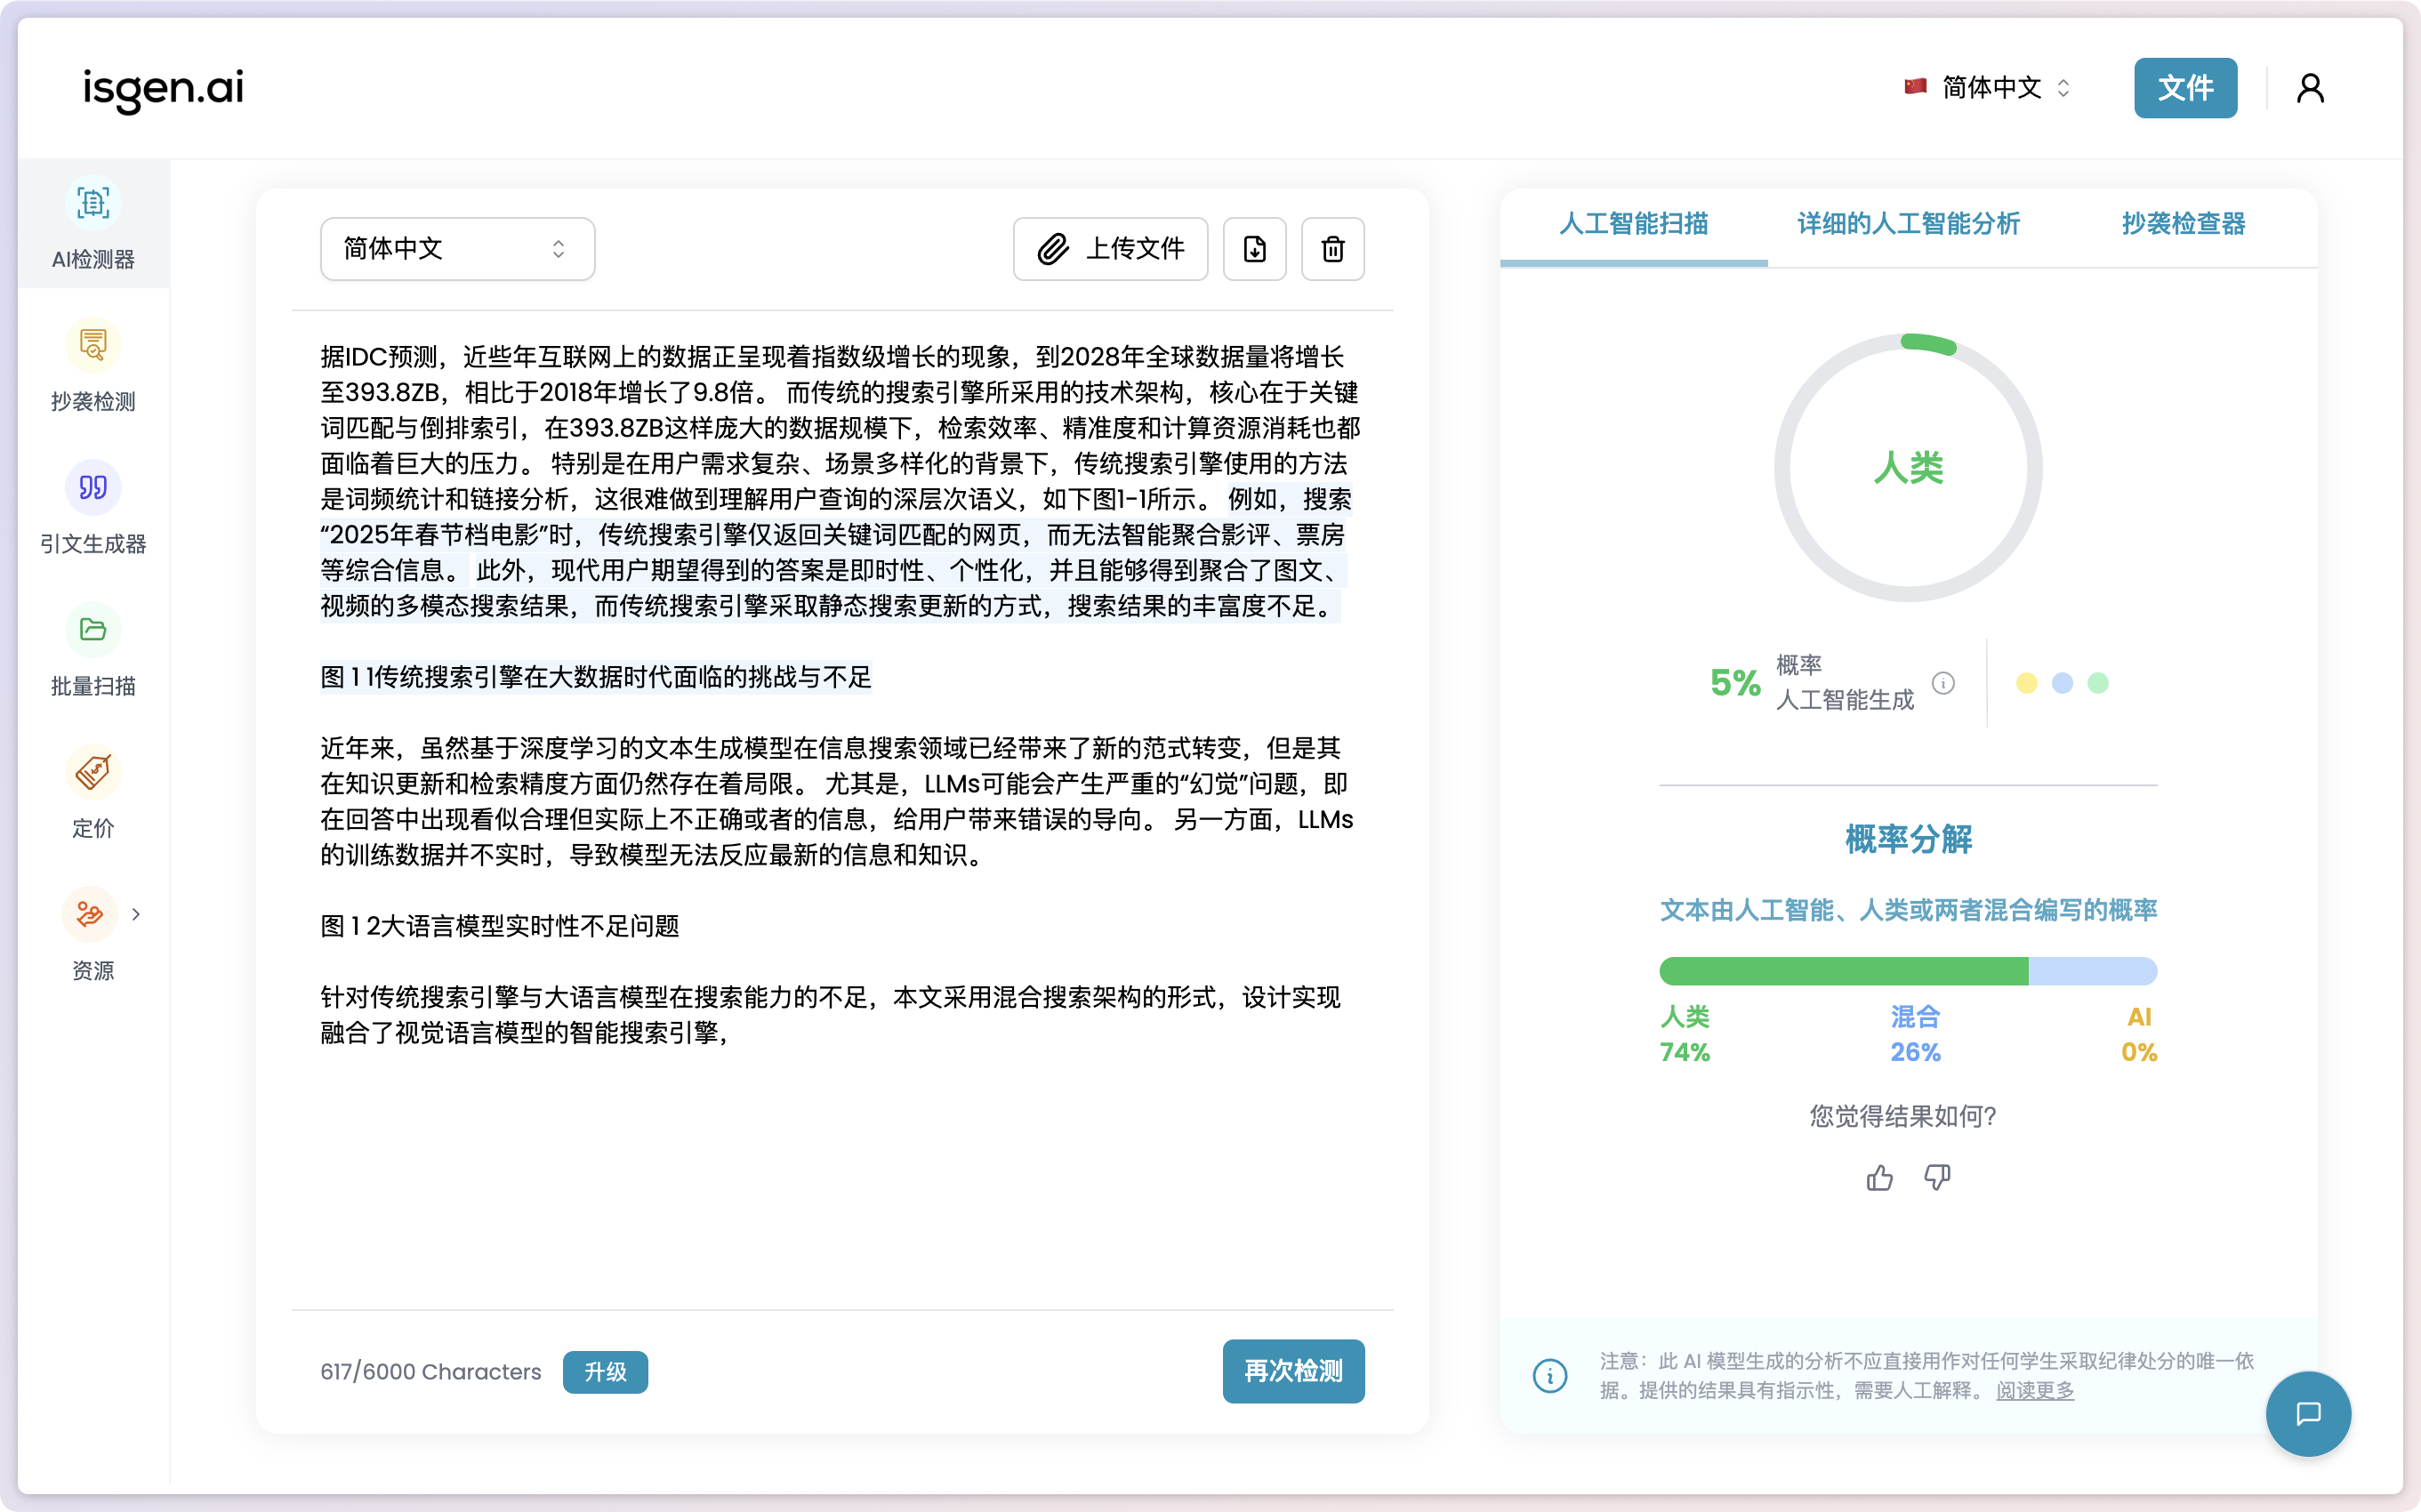 isgen.ai
简体中文
文件
AI检测器
抄袭检测
引文生成器
批量扫描
定价
资源
简体中文
上传文件
据IDC预测，近些年互联网上的数据正呈现着指数级增长的现象，到2028年全球数据量将增长
至393.8ZB，相比于2018年增长了9.8倍。 而传统的搜索引擎所采用的技术架构，核心在于关键
词匹配与倒排索引，在393.8ZB这样庞大的数据规模下，检索效率、精准度和计算资源消耗也都
面临着巨大的压力。 特别是在用户需求复杂、场景多样化的背景下，传统搜索引擎使用的方法
是词频统计和链接分析，这很难做到理解用户查询的深层次语义，如下图1-1所示。 例如，搜索
“2025年春节档电影”时，传统搜索引擎仅返回关键词匹配的网页，而无法智能聚合影评、票房
等综合信息。 此外，现代用户期望得到的答案是即时性、个性化，并且能够得到聚合了图文、
视频的多模态搜索结果，而传统搜索引擎采取静态搜索更新的方式，搜索结果的丰富度不足。
图 1 1传统搜索引擎在大数据时代面临的挑战与不足
近年来，虽然基于深度学习的文本生成模型在信息搜索领域已经带来了新的范式转变，但是其
在知识更新和检索精度方面仍然存在着局限。 尤其是，LLMs可能会产生严重的“幻觉”问题，即
在回答中出现看似合理但实际上不正确或者的信息，给用户带来错误的导向。 另一方面，LLMs
的训练数据并不实时，导致模型无法反应最新的信息和知识。
图 1 2大语言模型实时性不足问题
针对传统搜索引擎与大语言模型在搜索能力的不足，本文采用混合搜索架构的形式，设计实现
融合了视觉语言模型的智能搜索引擎，
617/6000 Characters
升级
再次检测
人工智能扫描
详细的人工智能分析
抄袭检查器
人类
5%
概率
人工智能生成
概率分解
文本由人工智能、人类或两者混合编写的概率
人类
74%
混合
26%
AI
0%
您觉得结果如何?
注意：此 AI 模型生成的分析不应直接用作对任何学生采取纪律处分的唯一依
据。提供的结果具有指示性，需要人工解释。 阅读更多